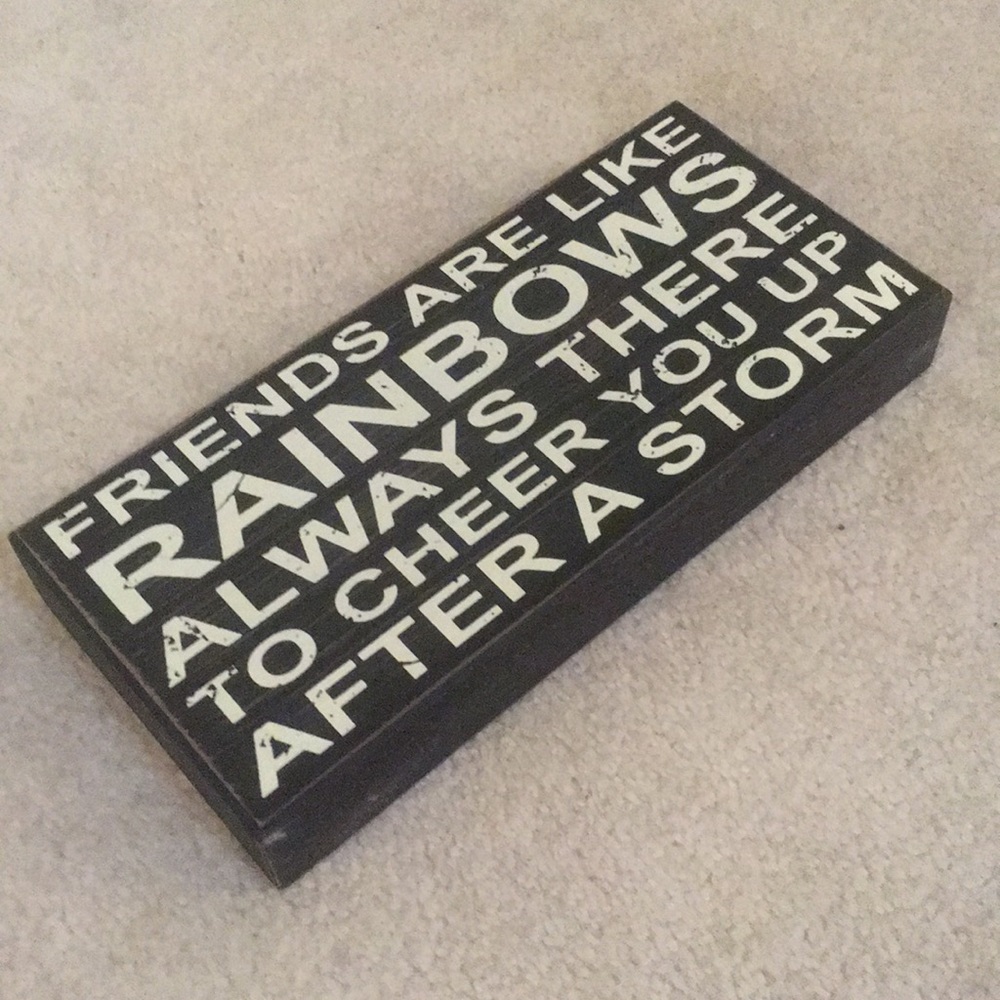 FRIENDS ARE LIKE
RAINBOWS
ALWAYS THERE
TO CHEER YOU UP
AFTER A STORM